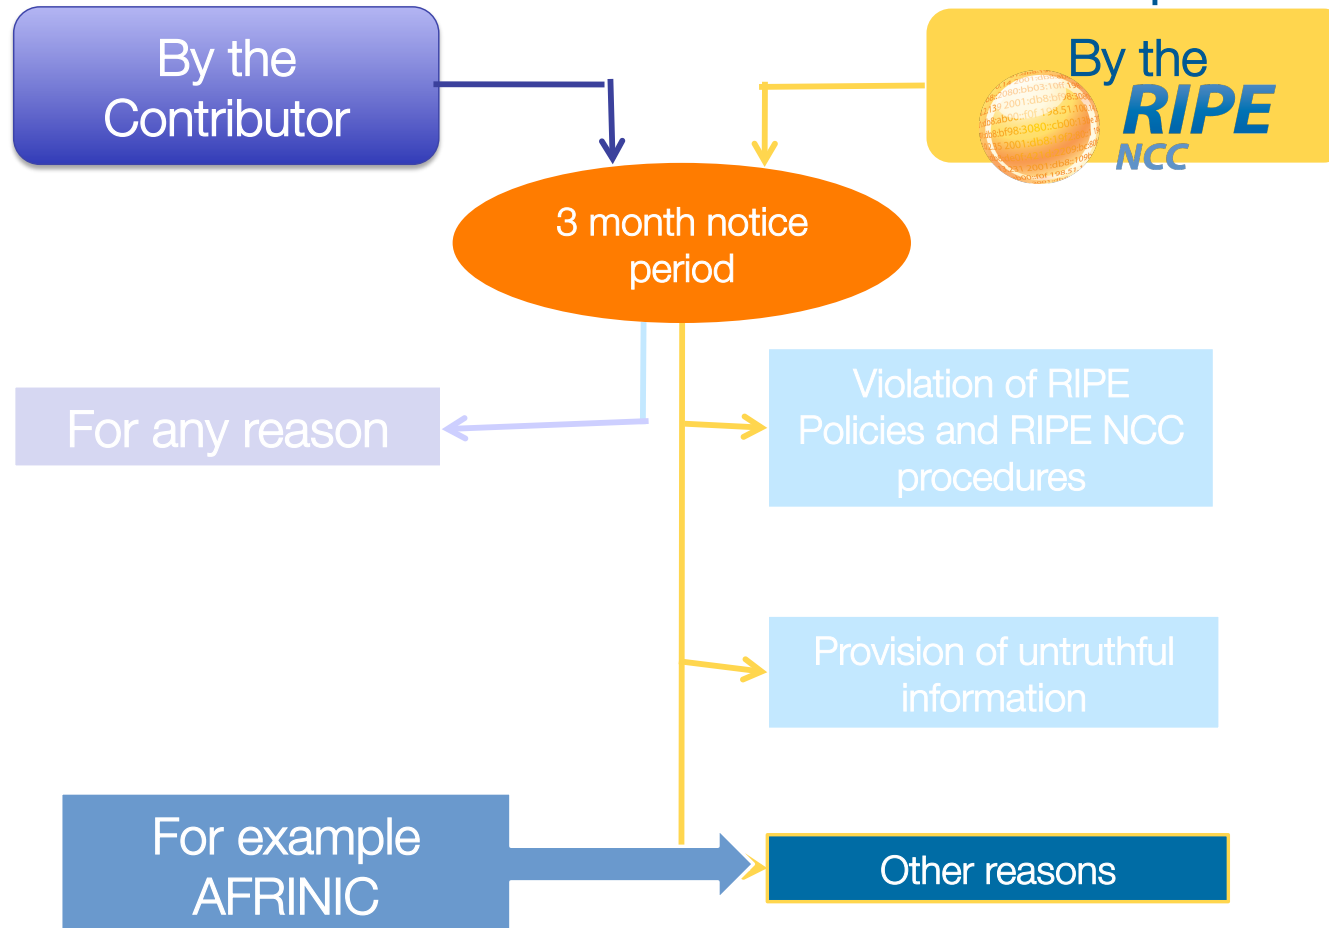 By the
Contributor
By the
RIPE
NCC
3 month notice
period
For any reason
Violation of RIPE
Policies and RIPE NCC
procedures
Provision of untruthful
information
For example
AFRINIC
Other reasons